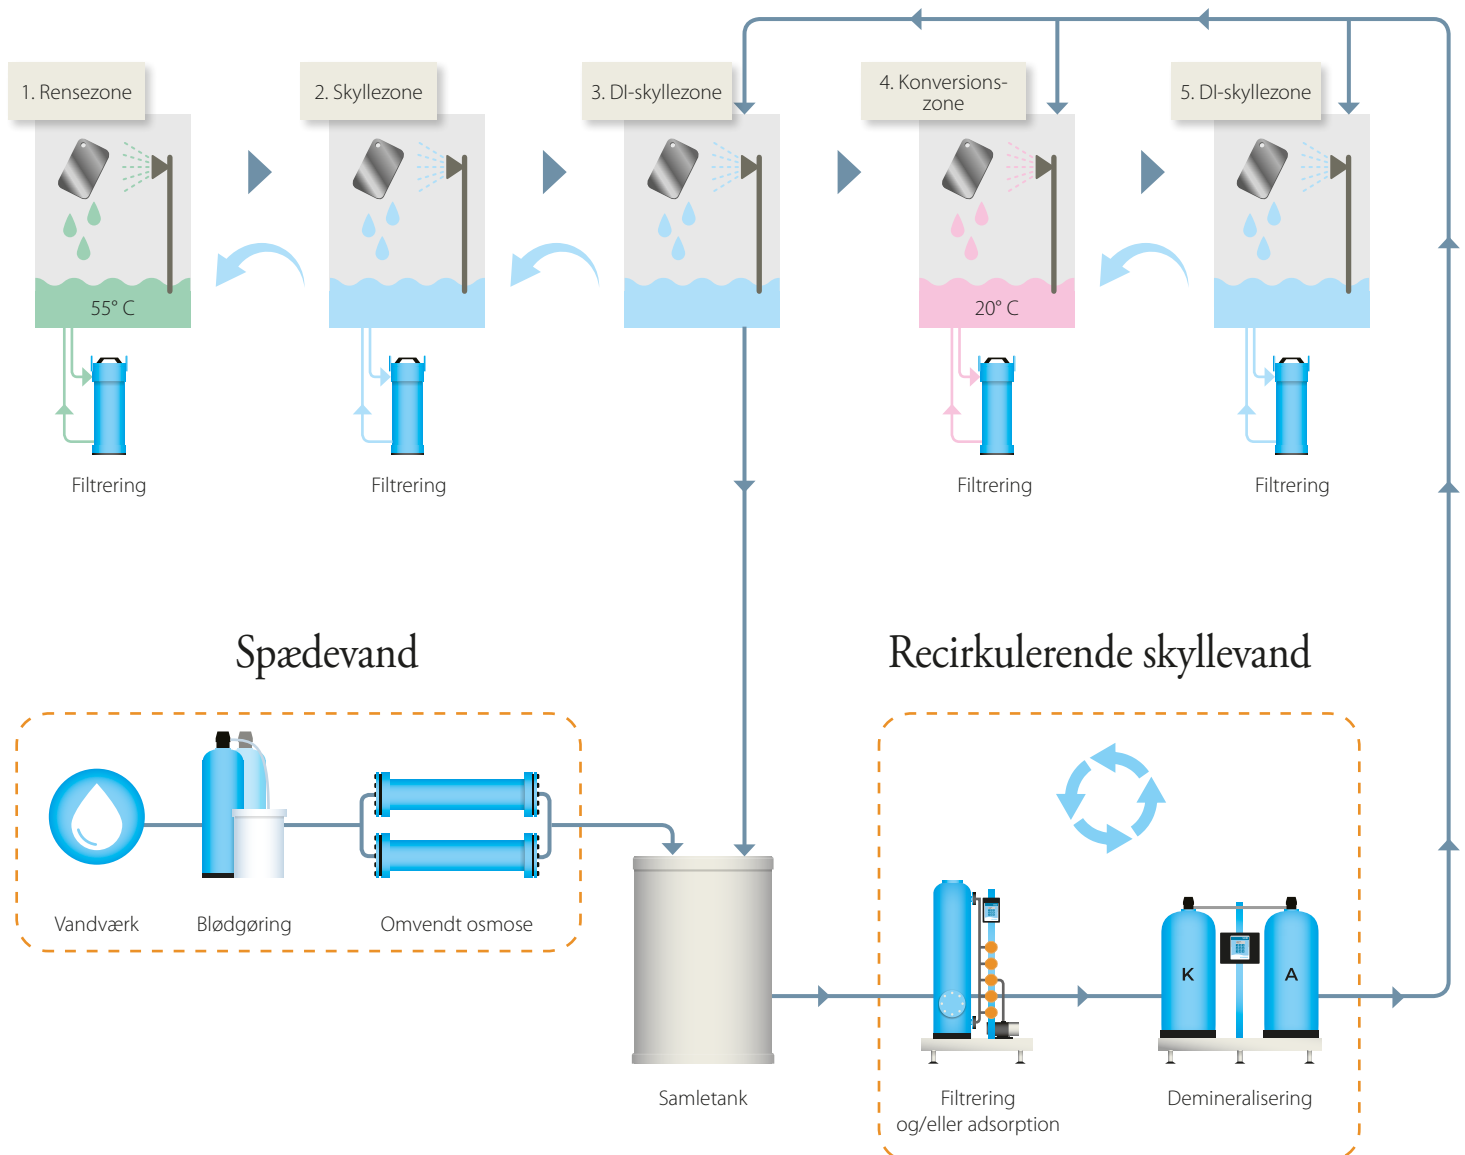 1. Rensezone
2. Skyllezone
3. DI-skyllezone
4. Konversions-
zone
5. DI-skyllezone
55° C
20° C
Filtrering
Filtrering
Filtrering
Filtrering
Spædevand
Recirkulerende skyllevand
Vandværk
Blødgøring
Omvendt osmose
K
A
Samletank
Filtrering
og/eller adsorption
Demineralisering